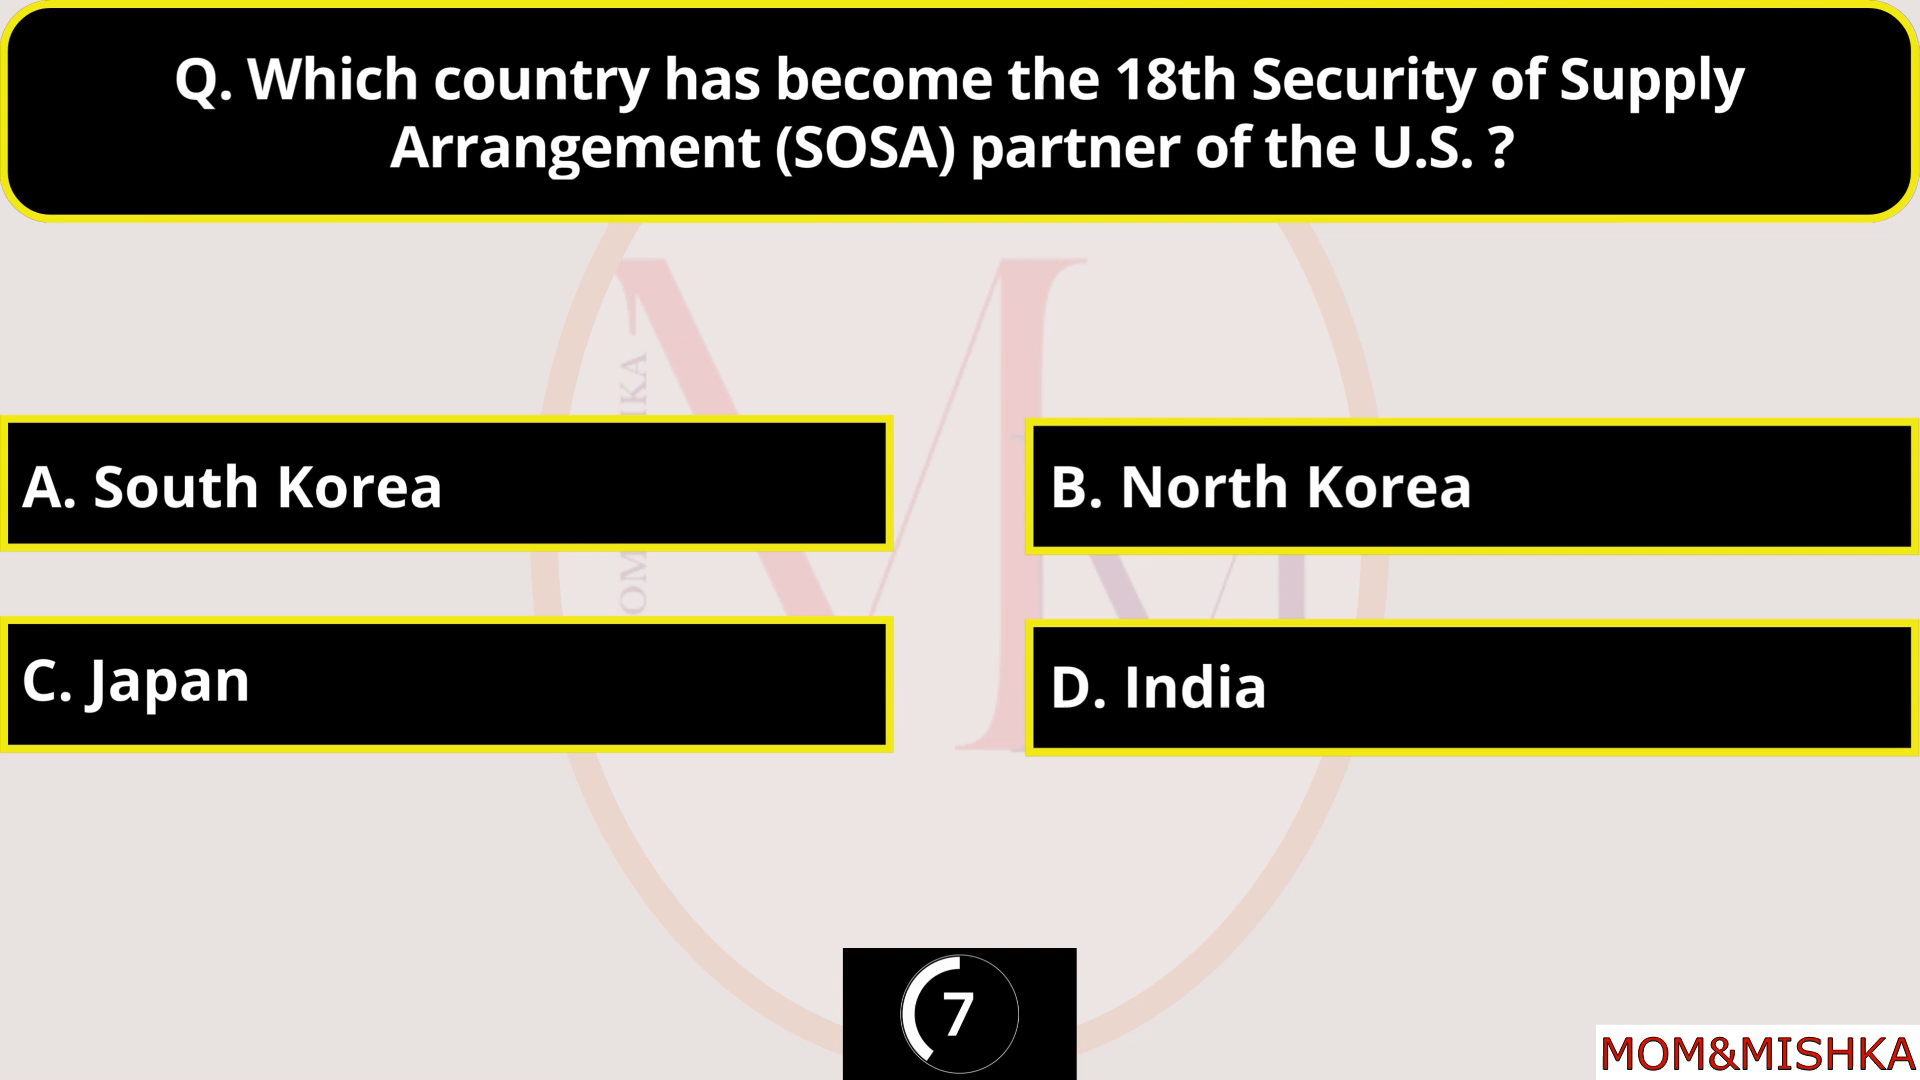 Q. Which country has become the 18th Security of Supply
Arrangement (SOSA) partner of the U.S. ?
A. South Korea
B. North Korea
C. Japan
D. India
7
MOM&MISHKA